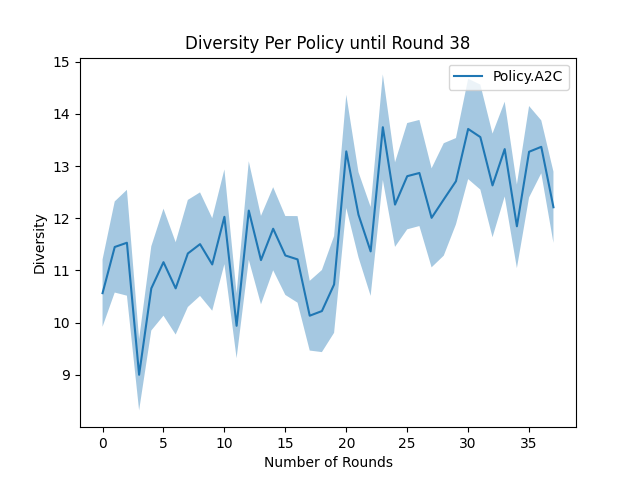 Diversity Per Policy until Round 38
Policy.A2C
15
14
13
12
11
10
9
Diversity
0 5 10 15 20 25 30 35
Number of Rounds